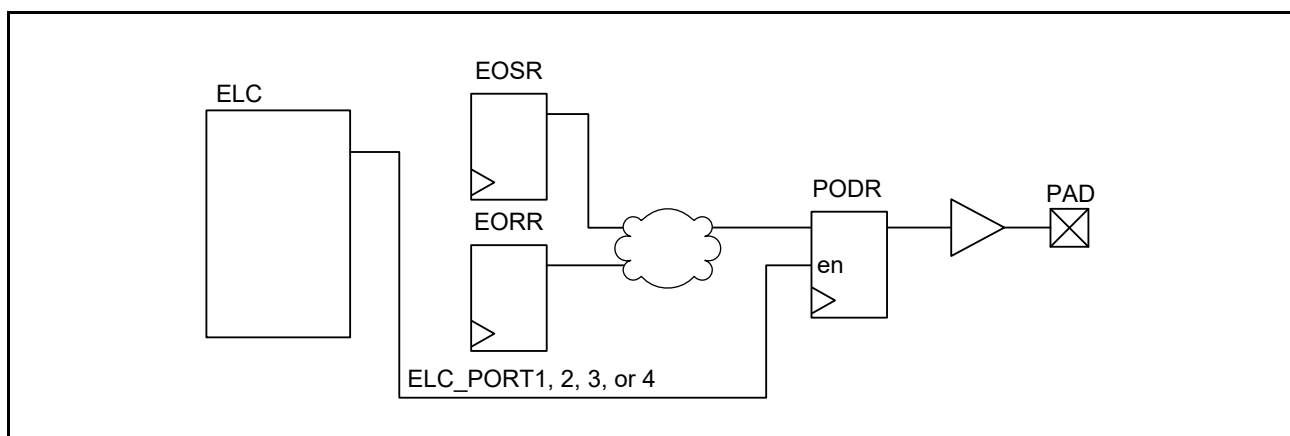 EOSR
ELC
PODR
PAD
EORR
en
ELC_PORT1, 2, 3, or 4